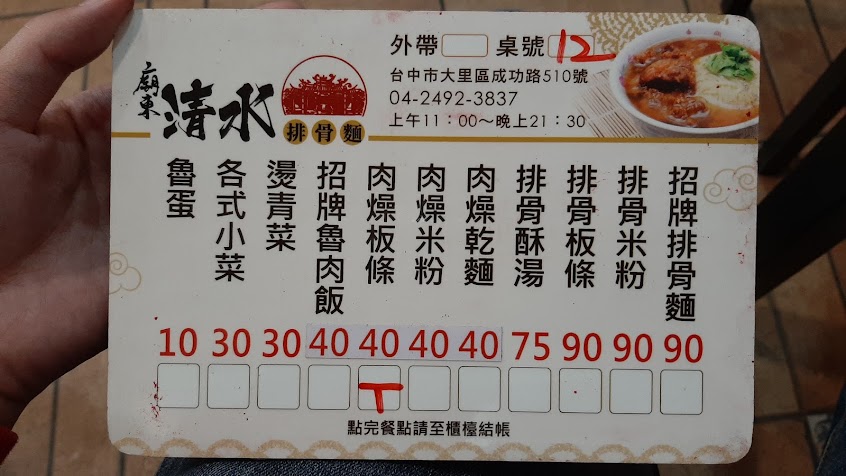 廟東
清水
排骨麵
外帶 桌號 12
台中市大里區成功路510號
04-2492-3837
上午11：00～晚上21：30
招牌排骨麵 90
排骨米粉 90
排骨板條 90
排骨酥湯 75
肉燥乾麵 40
肉燥米粉 40
肉燥板條 40 T
招牌魯肉飯 40
燙青菜 30
各式小菜 30
魯蛋 10
點完餐點請至櫃檯結帳